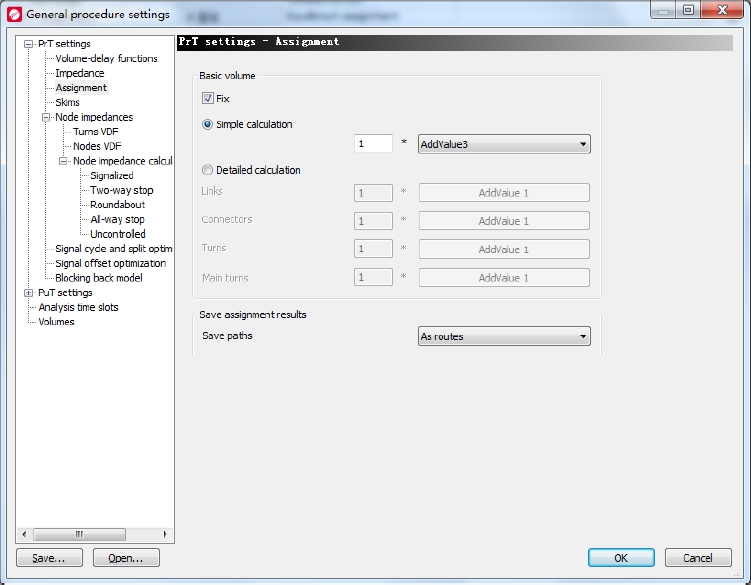 General procedure settings
PrT settings
Volume-delay functions
Impedance
Assignment
Skims
Node impedances
Turns VDF
Nodes VDF
Node impedance calcul
Signalized
Two-way stop
Roundabout
All-way stop
Uncontrolled
Signal cycle and split optim
Signal offset optimization
Blocking back model
PuT settings
Analysis time slots
Volumes
PrT settings - Assignment
Basic volume
Fix
Simple calculation
1 * AddValue3
Detailed calculation
Links 1 * AddValue 1
Connectors 1 * AddValue 1
Turns 1 * AddValue 1
Main turns 1 * AddValue 1
Save assignment results
Save paths As routes
Save... Open... OK Cancel